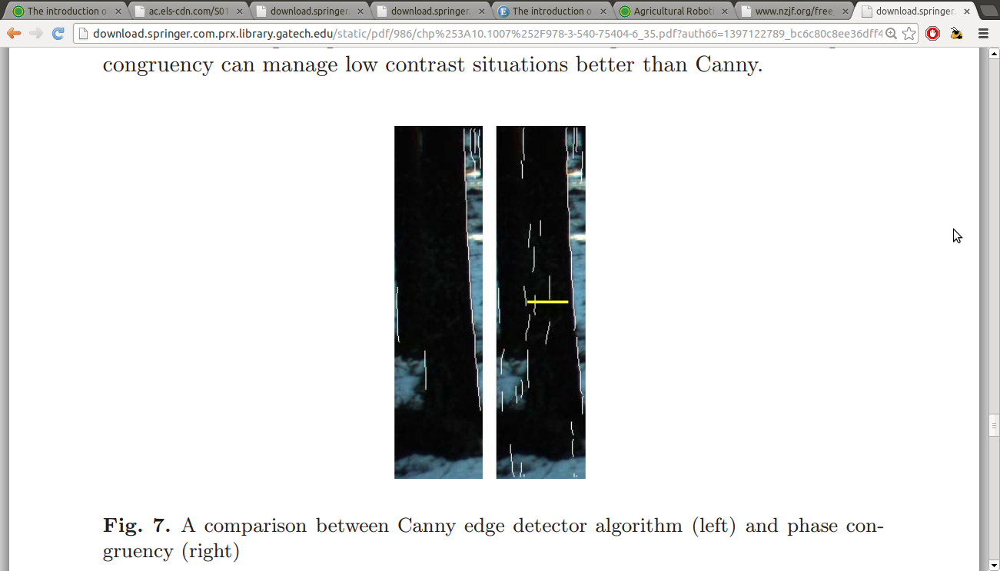 The introduction o
ac.els-cdn.com/S01
download.springer.
download.springer.
The introduction o
Agricultural Roboti
www.nzjf.org/free_
download.springer.
download.springer.com.prx.library.gatech.edu/static/pdf/986/chp%253A10.1007%252F978-3-540-75404-6_35.pdf?auth66=1397122789_bc6c80c8ee36dff4
congruency can manage low contrast situations better than Canny.
Fig. 7. A comparison between Canny edge detector algorithm (left) and phase con-
gruency (right)